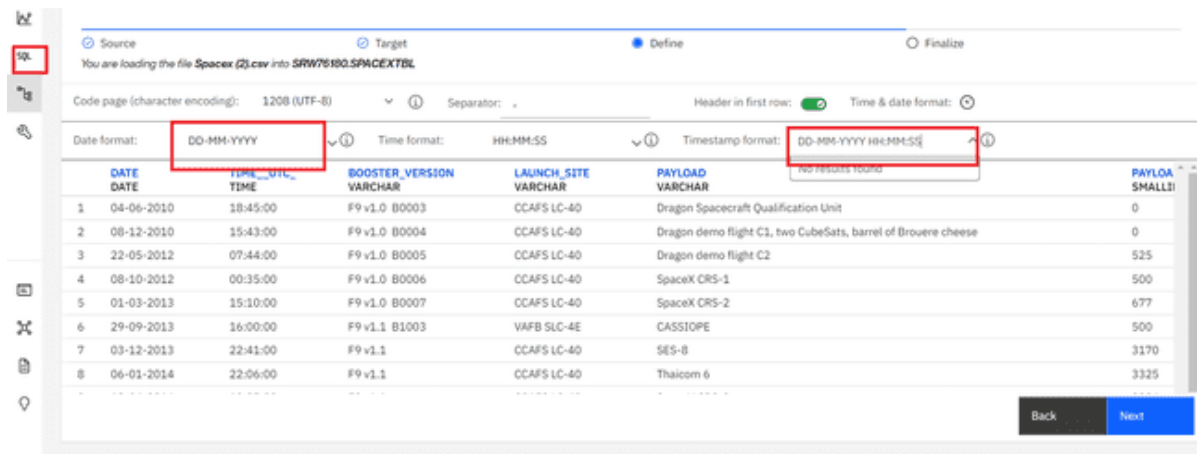 SQL
Source Target Define Finalize
You are loading the file Spacex (2).csv into SRW76180.SPACEXTBL
Code page (character encoding): 1208 (UTF-8) Separator: , Header in first row: Time & date format:
Date format: DD-MM-YYYY Time format: HH:MM:SS Timestamp format: DD-MM-YYYY HH:MM:SS
No results found
DATE TIME__UTC_ BOOSTER_VERSION LAUNCH_SITE PAYLOAD PAYLOA
DATE TIME VARCHAR VARCHAR VARCHAR SMALLI
1 04-06-2010 18:45:00 F9 v1.0 B0003 CCAFS LC-40 Dragon Spacecraft Qualification Unit 0
2 08-12-2010 15:43:00 F9 v1.0 B0004 CCAFS LC-40 Dragon demo flight C1, two CubeSats, barrel of Brouere cheese 0
3 22-05-2012 07:44:00 F9 v1.0 B0005 CCAFS LC-40 Dragon demo flight C2 525
4 08-10-2012 00:35:00 F9 v1.0 B0006 CCAFS LC-40 SpaceX CRS-1 500
5 01-03-2013 15:10:00 F9 v1.0 B0007 CCAFS LC-40 SpaceX CRS-2 677
6 29-09-2013 16:00:00 F9 v1.1 B1003 VAFB SLC-4E CASSIOPE 500
7 03-12-2013 22:41:00 F9 v1.1 CCAFS LC-40 SES-8 3170
8 06-01-2014 22:06:00 F9 v1.1 CCAFS LC-40 Thaicom 6 3325
Back Next